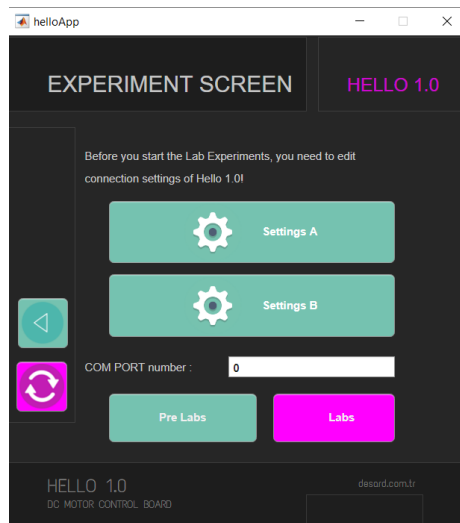 helloApp
EXPERIMENT SCREEN
HELLO 1.0
Before you start the Lab Experiments, you need to edit
connection settings of Hello 1.0!
Settings A
Settings B
COM PORT number :
0
Pre Labs
Labs
HELLO 1.0
DC MOTOR CONTROL BOARD
desard.com.tr